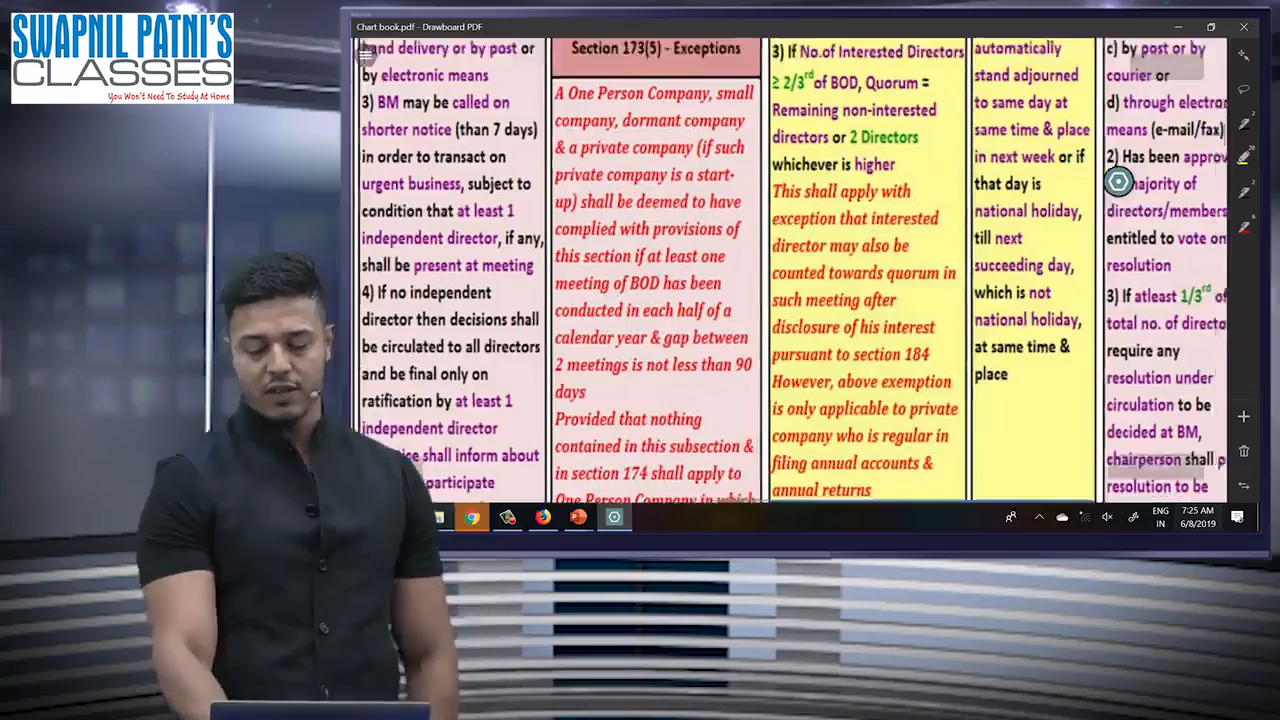 SWAPNIL PATNI'S
CLASSES
You Won't Need To Study At Home
Chart book.pdf - Drawboard PDF
hand delivery or by post or
by electronic means
3) BM may be called on
shorter notice (than 7 days)
in order to transact on
urgent business, subject to
condition that at least 1
independent director, if any,
shall be present at meeting
4) If no independent
director then decisions shall
be circulated to all directors
and be final only on
ratification by at least 1
independent director
shall inform about
participate
Section 173(5) - Exceptions
A One Person Company, small
company, dormant company
& a private company (if such
private company is a start-
up) shall be deemed to have
complied with provisions of
this section if at least one
meeting of BOD has been
conducted in each half of a
calendar year & gap between
2 meetings is not less than 90
days
Provided that nothing
contained in this subsection &
in section 174 shall apply to
One Person Company in which
3) If No.of Interested Directors
≥ 2/3rd of BOD, Quorum =
Remaining non-interested
directors or 2 Directors
whichever is higher
This shall apply with
exception that interested
director may also be
counted towards quorum in
such meeting after
disclosure of his interest
pursuant to section 184
However, above exemption
is only applicable to private
company who is regular in
filing annual accounts &
annual returns
automatically
stand adjourned
to same day at
same time & place
in next week or if
that day is
national holiday,
till next
succeeding day,
which is not
national holiday,
at same time &
place
c) by post or by
courier or
d) through electro
means (e-mail/fax)
2) Has been approv
majority of
directors/members
entitled to vote on
resolution
3) If atleast 1/3rd of
total no. of directo
require any
resolution under
circulation to be
decided at BM,
chairperson shall p
resolution to be
ENG
IN
7:25 AM
6/8/2019